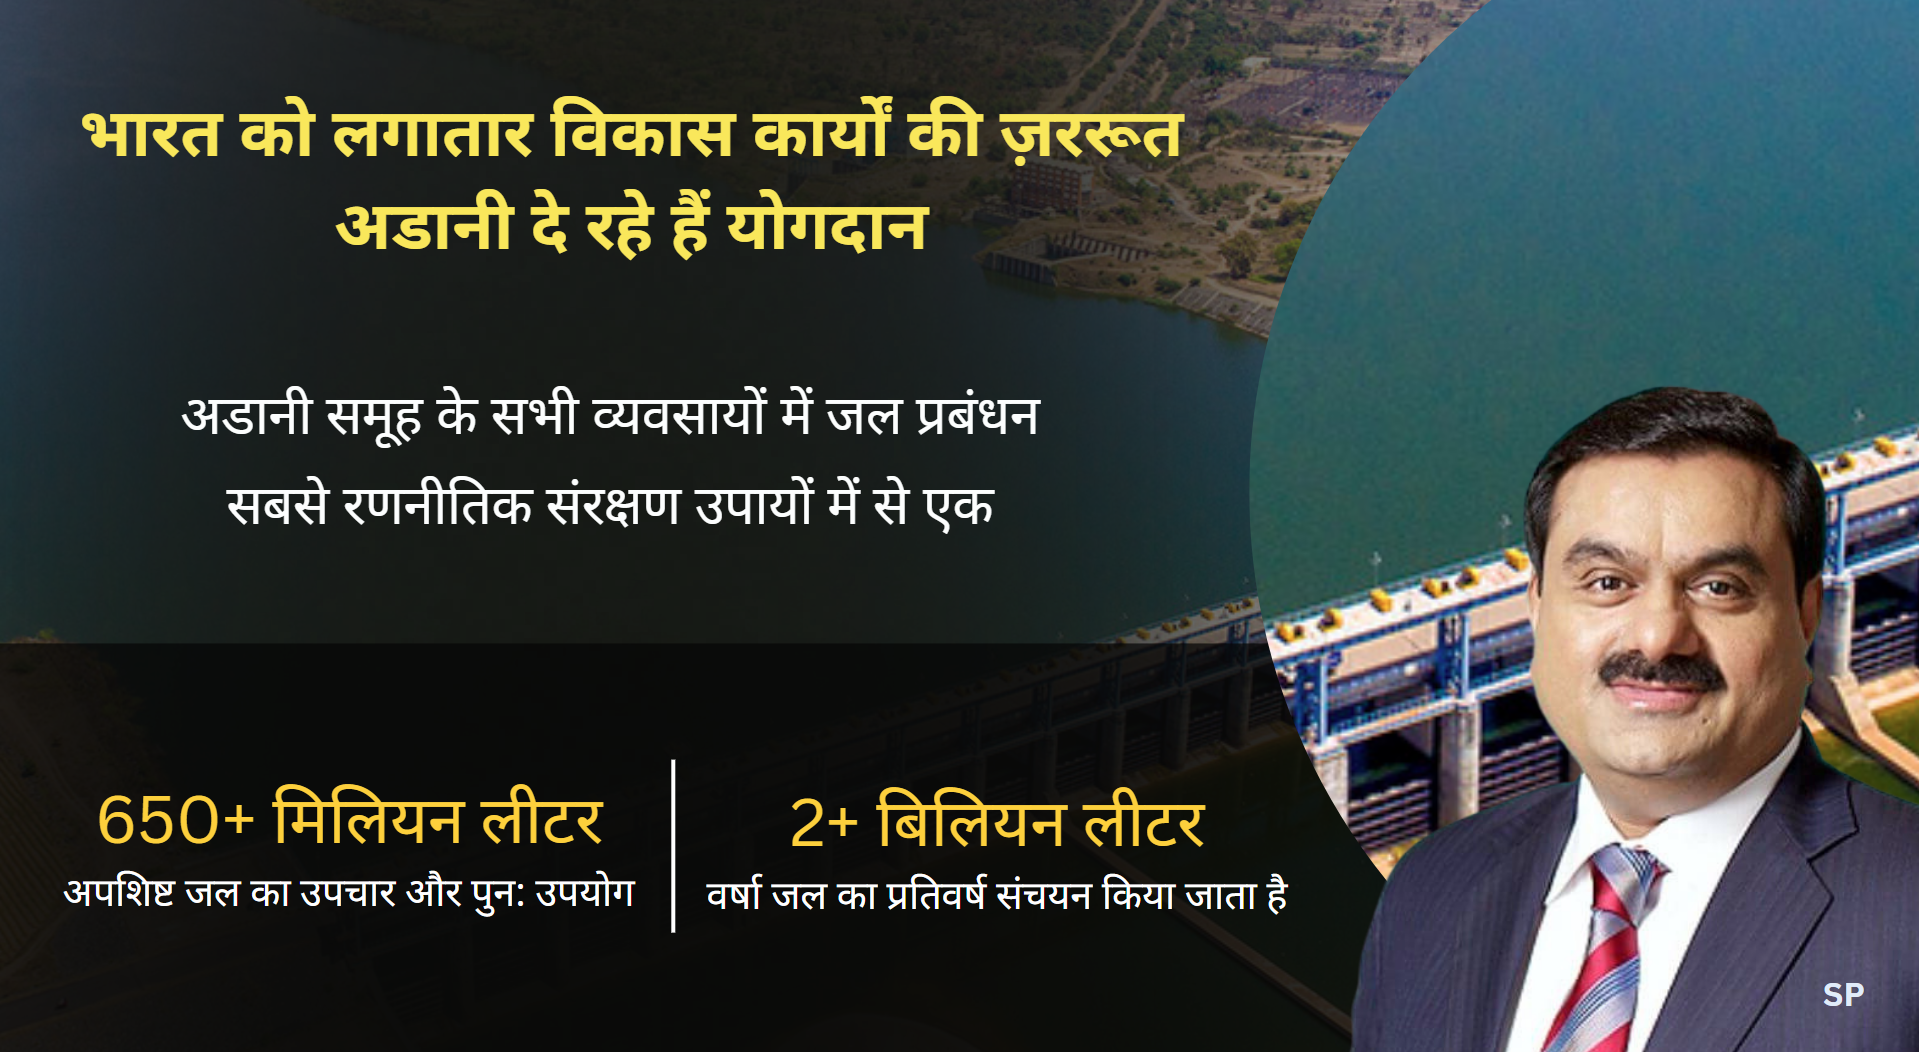 भारत को लगातार विकास कार्यों की ज़ररूत
अडानी दे रहे हैं योगदान
अडानी समूह के सभी व्यवसायों में जल प्रबंधन
सबसे रणनीतिक संरक्षण उपायों में से एक
650+ मिलियन लीटर
अपशिष्ट जल का उपचार और पुन: उपयोग
2+ बिलियन लीटर
वर्षा जल का प्रतिवर्ष संचयन किया जाता है
SP